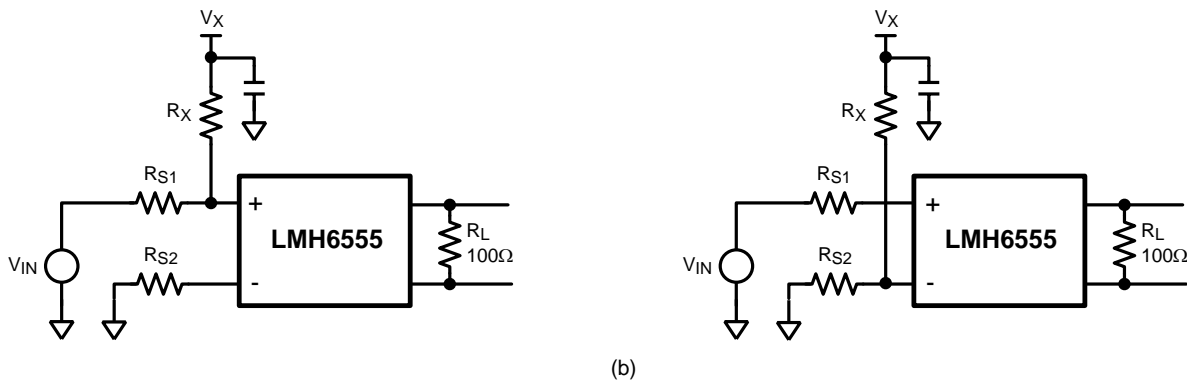 VX
RX
RS1
+
LMH6555
RL
100Ω
VIN
RS2
-
VX
RX
RS1
+
LMH6555
RL
100Ω
VIN
RS2
-
(b)